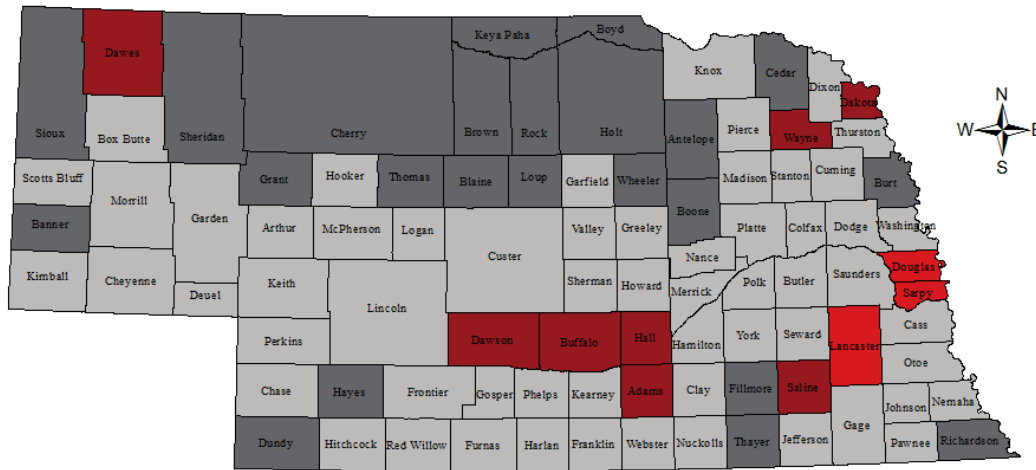 Dawes
Keya Paha
Boyd
Knox
Cedar
Dixon
Dakota
N
W E
S
Sioux
Box Butte
Sheridan
Cherry
Brown
Rock
Holt
Antelope
Pierce
Wayne
Thurston
Scotts Bluff
Morrill
Garden
Grant
Hooker
Thomas
Blaine
Loup
Garfield
Wheeler
Madison
Stanton
Cuming
Burt
Banner
Arthur
McPherson
Logan
Custer
Valley
Greeley
Boone
Platte
Colfax
Dodge
Washington
Kimball
Cheyenne
Deuel
Keith
Lincoln
Sherman
Howard
Nance
Merrick
Polk
Butler
Saunders
Douglas
Sarpy
Perkins
Dawson
Buffalo
Hall
Hamilton
York
Seward
Lancaster
Cass
Otoe
Chase
Hayes
Frontier
Gosper
Phelps
Kearney
Adams
Clay
Fillmore
Saline
Johnson
Nemaha
Dundy
Hitchcock
Red Willow
Furnas
Harlan
Franklin
Webster
Nuckolls
Thayer
Jefferson
Gage
Pawnee
Richardson